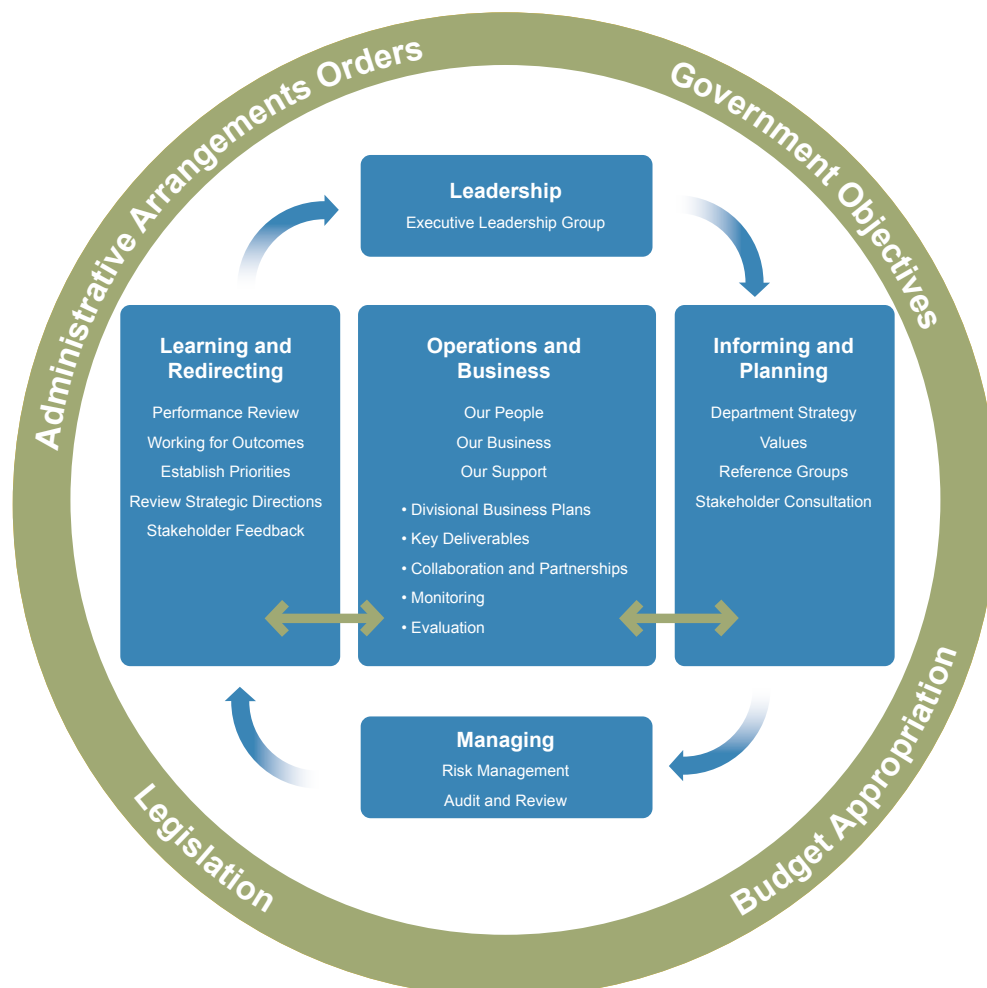 Administrative Arrangements Orders
Government Objectives
Leadership
Executive Leadership Group
Learning and
Redirecting
Performance Review
Working for Outcomes
Establish Priorities
Review Strategic Directions
Stakeholder Feedback
Operations and
Business
Our People
Our Business
Our Support
• Divisional Business Plans
• Key Deliverables
• Collaboration and Partnerships
• Monitoring
• Evaluation
Informing and
Planning
Department Strategy
Values
Reference Groups
Stakeholder Consultation
Managing
Risk Management
Audit and Review
Legislation
Budget Appropriation